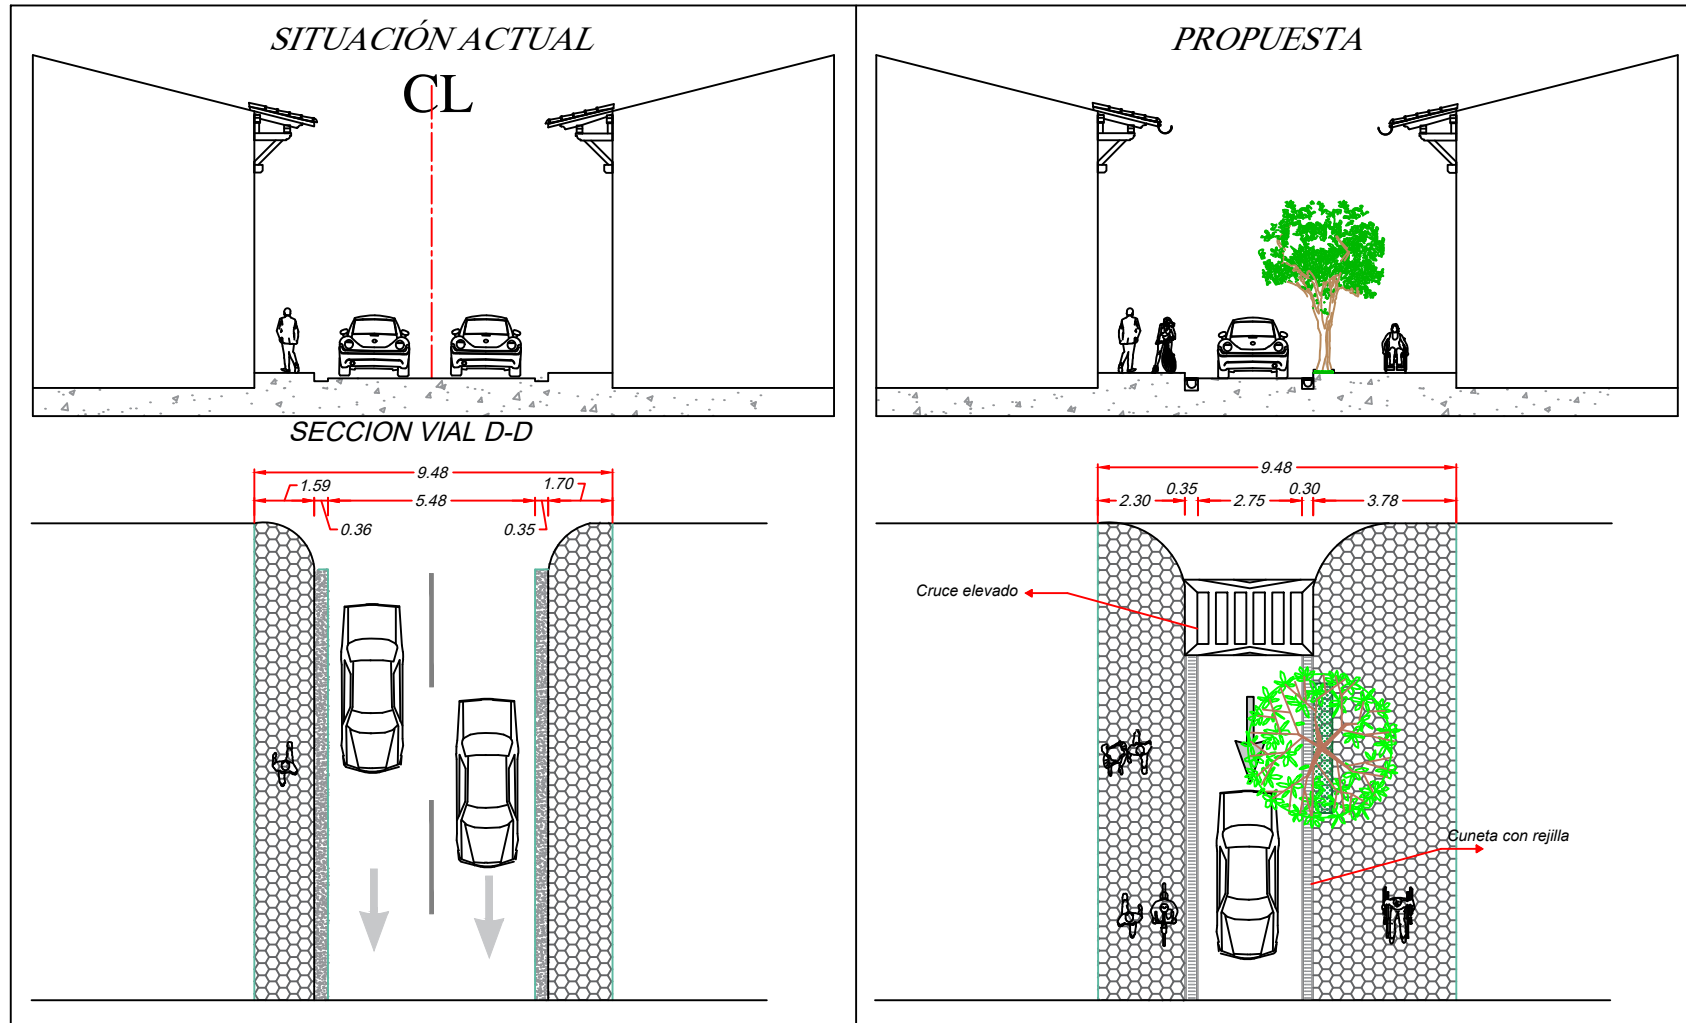 SITUACIÓN ACTUAL
CL
SECCION VIAL D-D
9.48
1.59
5.48
1.70
0.36
0.35
PROPUESTA
9.48
0.35
0.30
2.30
2.75
3.78
Cruce elevado
Cuneta con rejilla